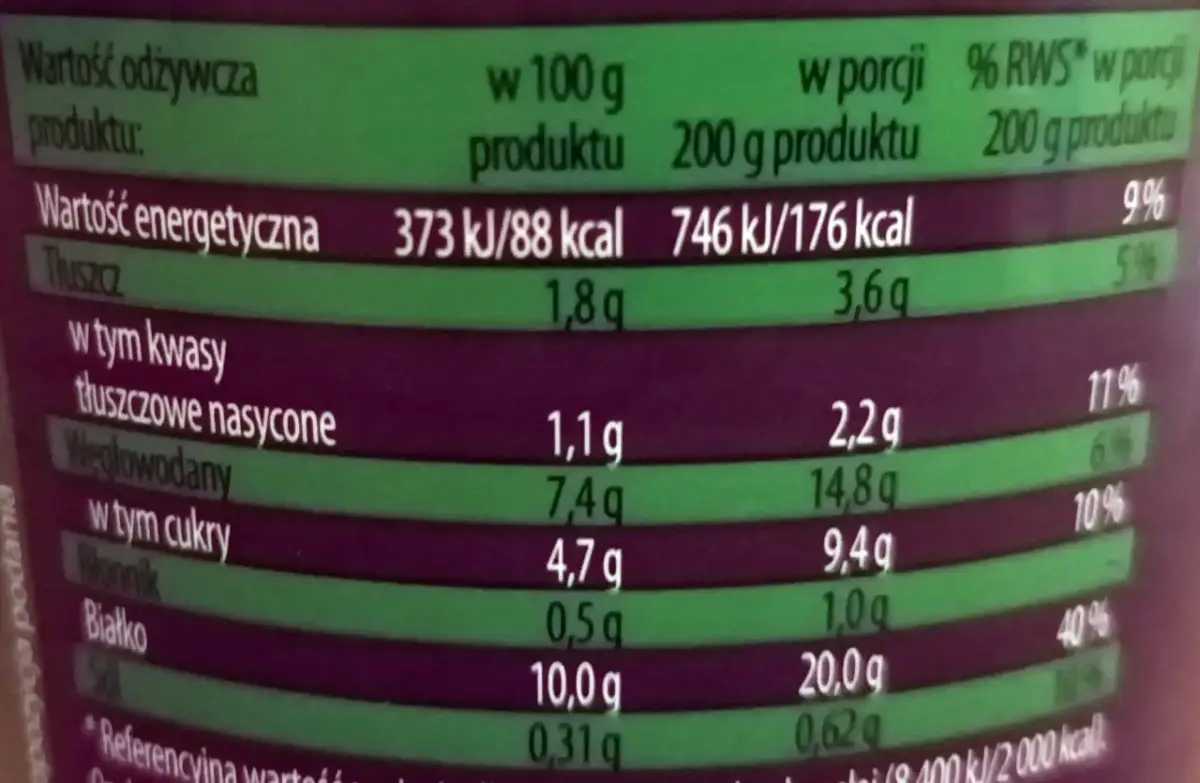 Wartość odżywcza w 100 g w porcji % RWS* w porcji
produktu: produktu 200 g produktu 200 g produktu
Wartość energetyczna 373 kJ/88 kcal 746 kJ/176 kcal 9%
Tłuszcz 1,8 g 3,6 g 5%
w tym kwasy
tłuszczowe nasycone 1,1 g 2,2 g 11%
Węglowodany 7,4 g 14,8 g 6%
w tym cukry 4,7 g 9,4 g 10%
Błonnik 0,5 g 1,0 g -
Białko 10,0 g 20,0 g 40%
Sól 0,31 g 0,62 g 10%
* Referencyjna wartość (8 400 kJ/2 000 kcal).
podania